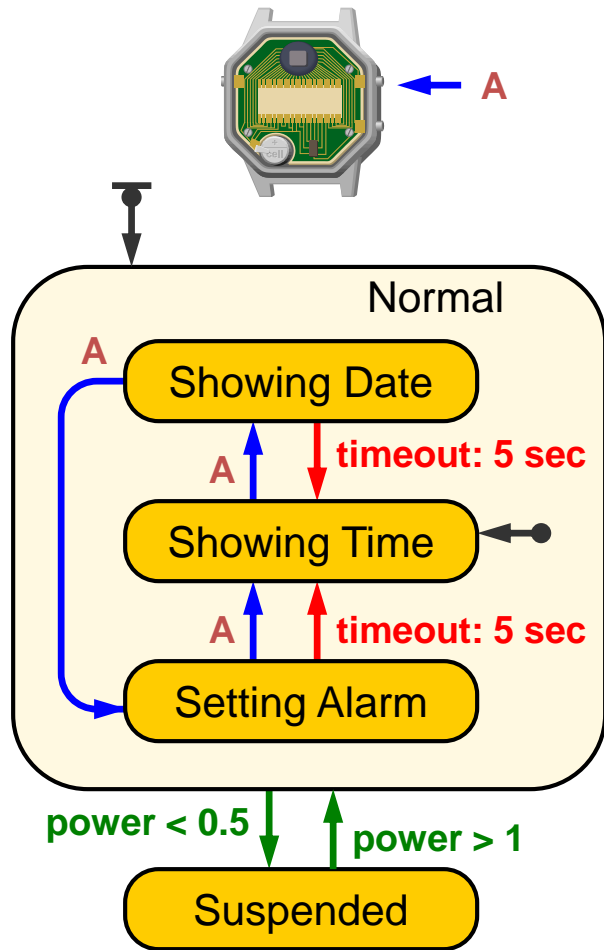 cell
A
Normal
A
Showing Date
timeout: 5 sec
A
Showing Time
timeout: 5 sec
A
Setting Alarm
power < 0.5
power > 1
Suspended